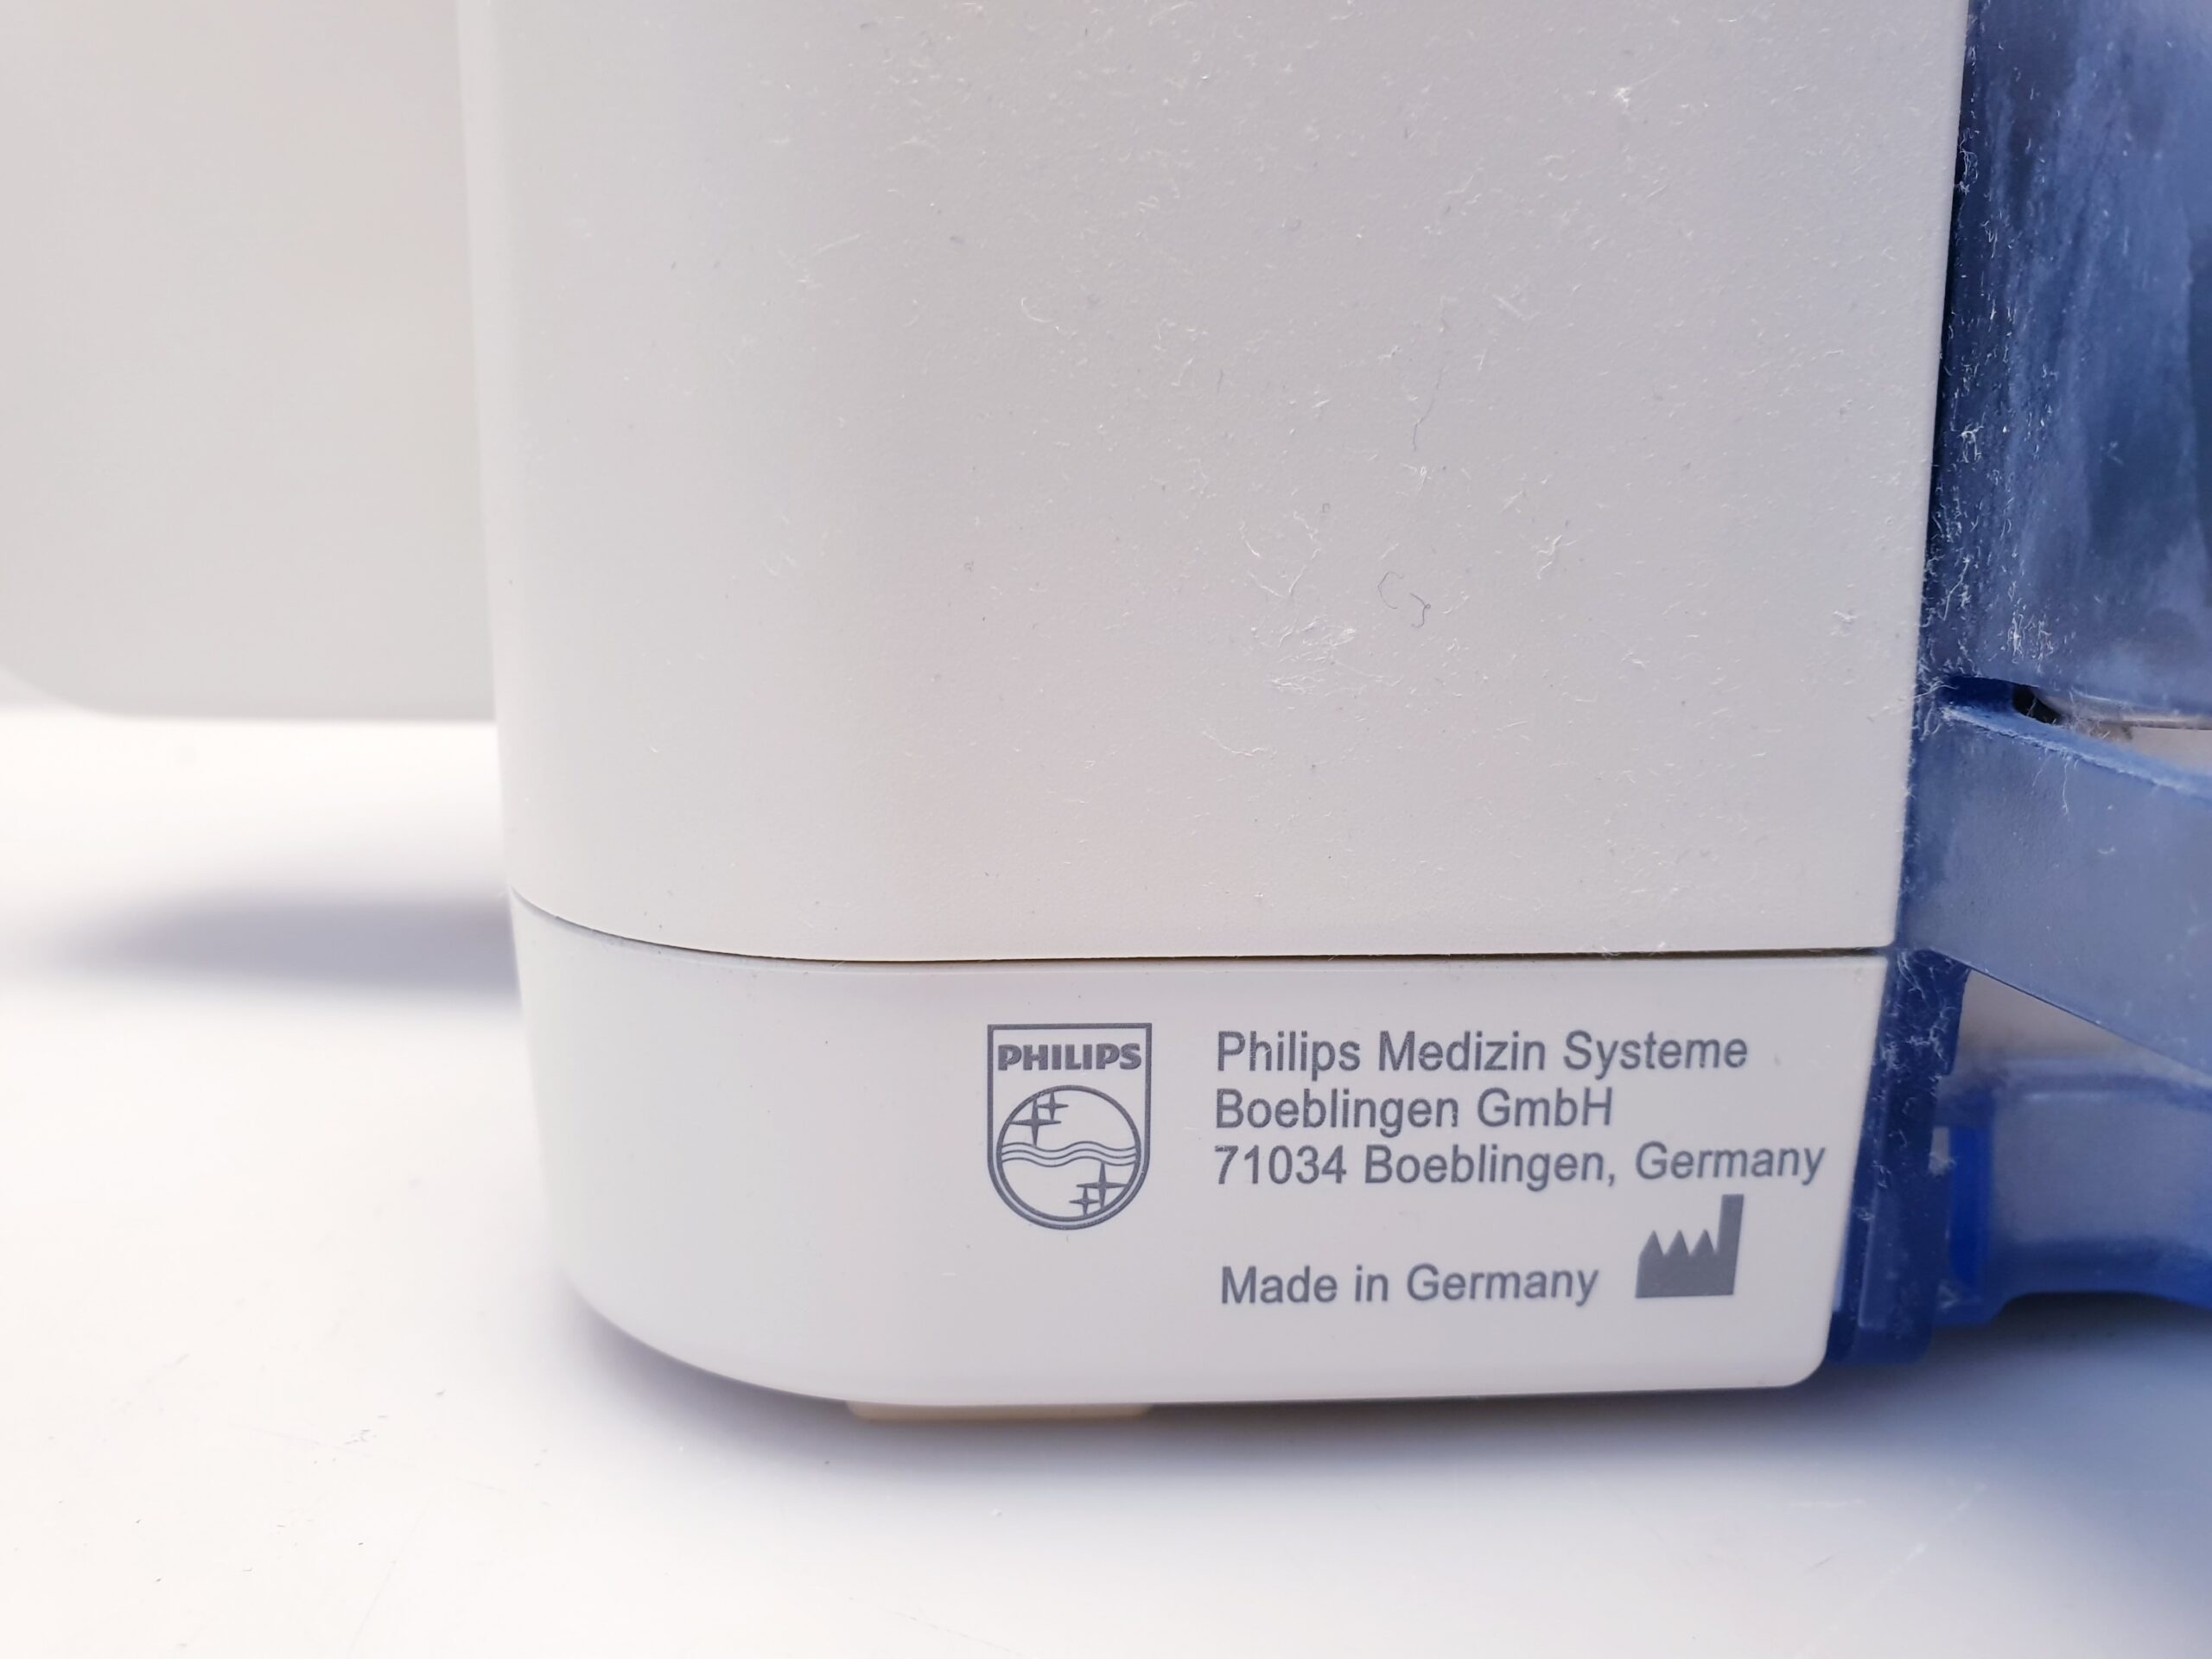 PHILIPS
Philips Medizin Systeme
Boeblingen GmbH
71034 Boeblingen, Germany
Made in Germany